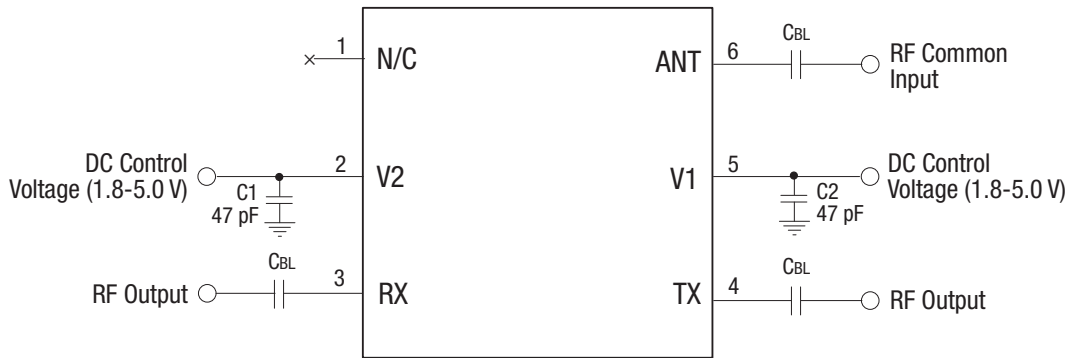 1
N/C
ANT
6
CBL
RF Common
Input
DC Control
Voltage (1.8-5.0 V)
C1
47 pF
2
V2
V1
5
C2
47 pF
DC Control
Voltage (1.8-5.0 V)
RF Output
CBL
3
RX
TX
4
CBL
RF Output